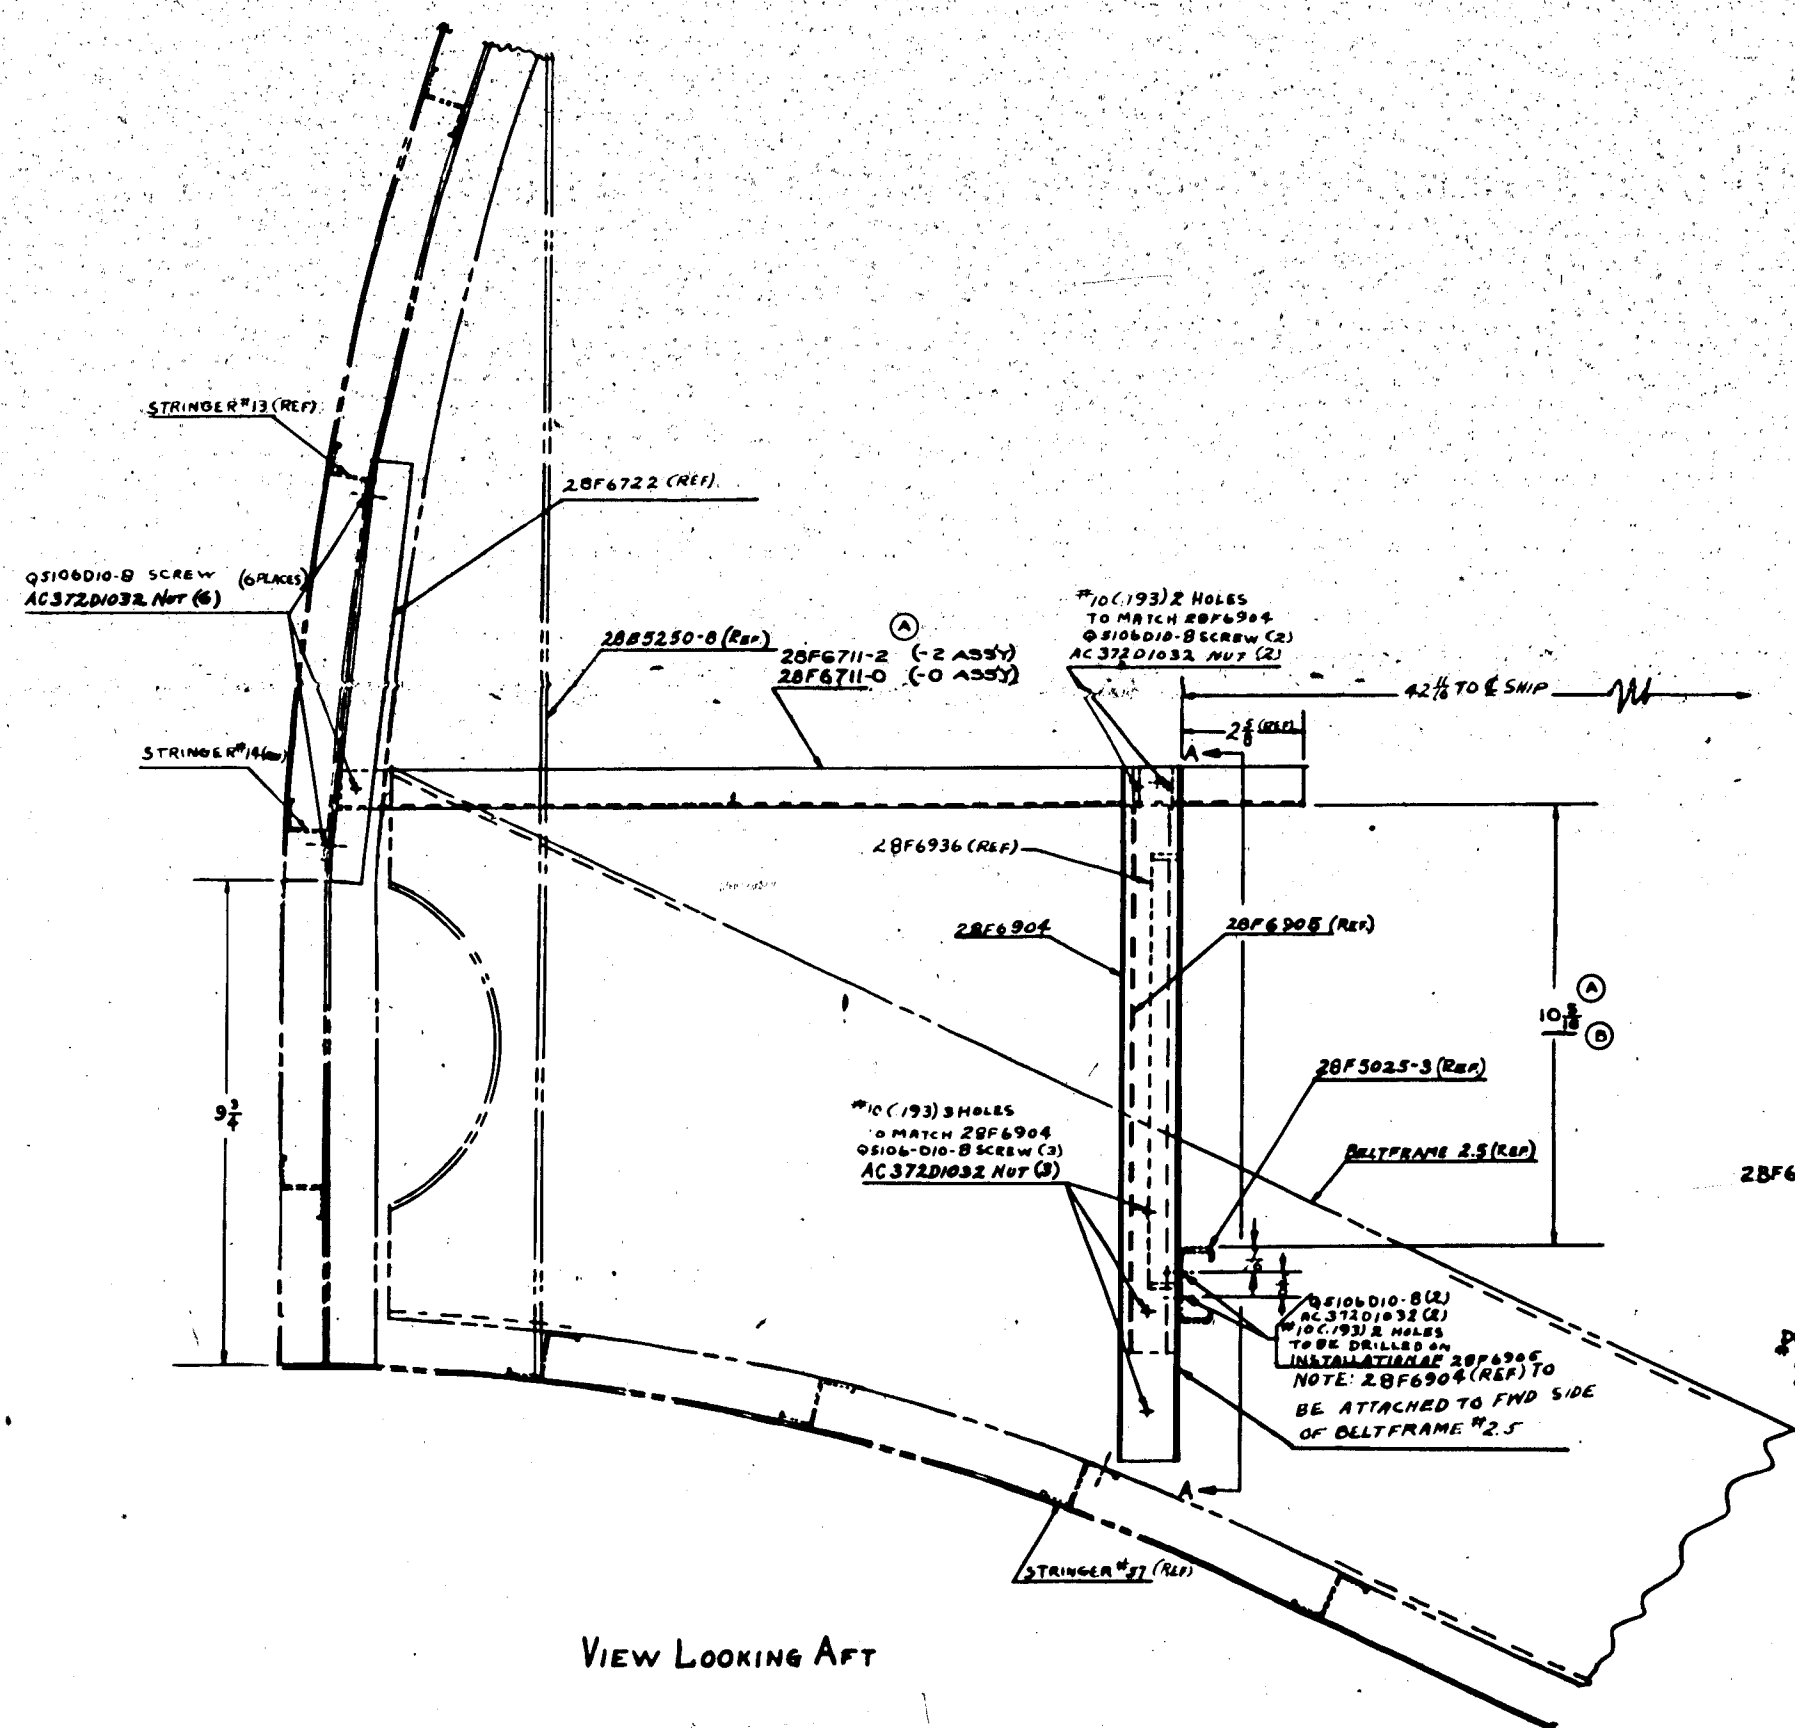 STRINGER #13 (REF)
28F6722 (REF)
QS106D10-8 SCREW (6 PLACES)
AC372D1032 NUT (6)
28B5250-8 (REF.)
A
28F6711-2 (-2 ASSY)
28F6711-0 (-0 ASSY)
#10 (.193) 2 HOLES
TO MATCH 28F6904
QS106D10-8 SCREW (2)
AC372D1032 NUT (2)
42 11/16 TO ℄ SHIP
2 5/8 (REF)
A
STRINGER #14 (REF)
28F6936 (REF)
28F6904
28F6905 (REF.)
A
10 5/16
B
28F5025-3 (REF.)
9 3/4
#10 (.193) 3 HOLES
TO MATCH 28F6904
QS106-D10-8 SCREW (3)
AC372D1032 NUT (3)
BELTFRAME 2.5 (REF)
28F6
QS106D10-8 (2)
AC372D1032 (2)
#10 (.193) 2 HOLES
TO BE DRILLED ON
INSTALLATION OF 28F6905
NOTE: 28F6904 (REF) TO
BE ATTACHED TO FWD SIDE
OF BELTFRAME #2.5
A
STRINGER #37 (REF)
VIEW LOOKING AFT